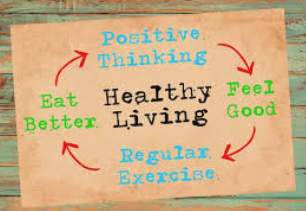 Positive
Thinking
Feel
Good
Regular
Exercise
Eat
Better
Healthy
Living